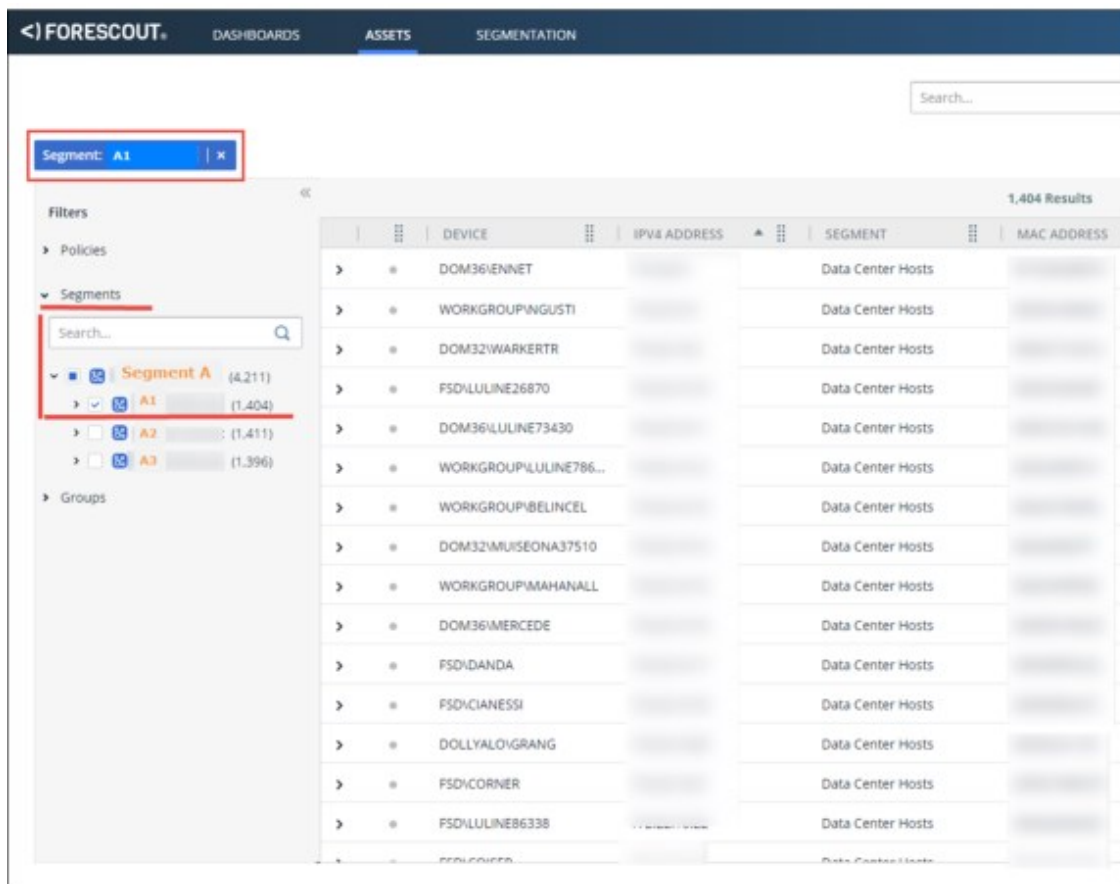 <) FORESCOUT. DASHBOARDS ASSETS SEGMENTATION
Search...
Segment: A1 | ×
Filters
1,404 Results
DEVICE IPV4 ADDRESS SEGMENT MAC ADDRESS
Policies
Segments
Search...
Segment A (4,211)
A1 (1,404)
A2 (1,411)
A3 (1,396)
Groups
DOM36\ENNET Data Center Hosts
WORKGROUP\NGUSTI Data Center Hosts
DOM32\WARKERTR Data Center Hosts
FSD\LULINE26870 Data Center Hosts
DOM36\LULINE73430 Data Center Hosts
WORKGROUP\LULINE786... Data Center Hosts
WORKGROUP\BELINCEL Data Center Hosts
DOM32\MUISEONA37510 Data Center Hosts
WORKGROUP\MAHANALL Data Center Hosts
DOM36\MERCEDE Data Center Hosts
FSD\DANDA Data Center Hosts
FSD\CIANESSI Data Center Hosts
DOLLYALO\GRANG Data Center Hosts
FSD\CORNER Data Center Hosts
FSD\LULINE86338 Data Center Hosts
Data Center Hosts